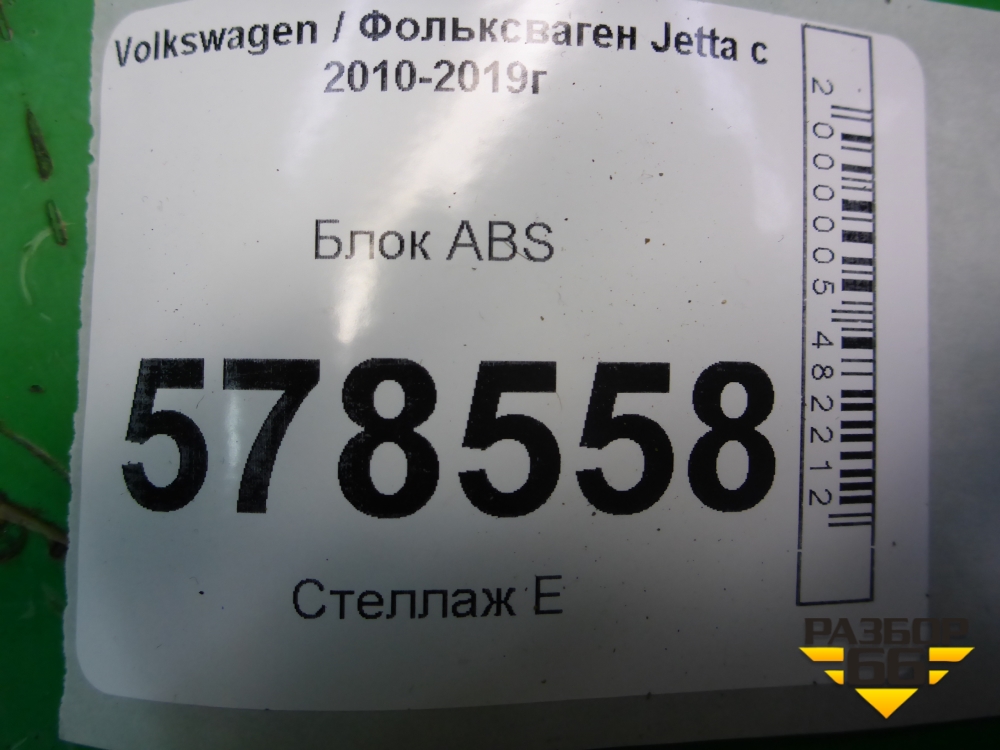 Volkswagen / Фольксваген Jetta с
2010-2019г
Блок ABS
578558
Стеллаж Е
2000005482212
РАЗБОР
66